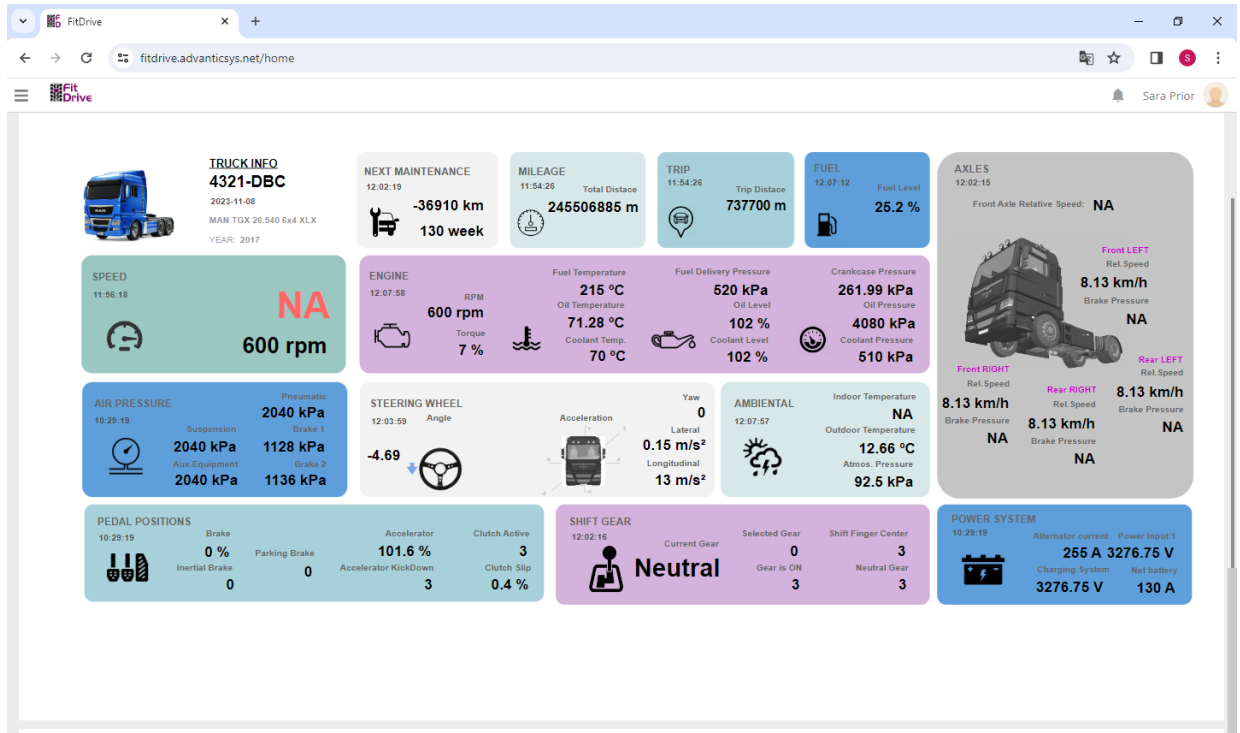 FitDrive
fitdrive.advanticsys.net/home
S
Fit
Drive
Sara Prior
TRUCK INFO
4321-DBC
2023-11-08
MAN TGX 26.540 6x4 XLX
YEAR: 2017
NEXT MAINTENANCE
12:02:19
-36910 km
130 week
MILEAGE
11:54:26
Total Distace
245506885 m
TRIP
11:54:26
Trip Distace
737700 m
FUEL
12:07:12
Fuel Level
25.2 %
AXLES
12:02:15
Front Axle Relative Speed: NA
Front LEFT
Rel.Speed
8.13 km/h
Brake Pressure
NA
Front RIGHT
Rel.Speed
8.13 km/h
Brake Pressure
NA
Rear RIGHT
Rel.Speed
8.13 km/h
Brake Pressure
NA
Rear LEFT
Rel.Speed
8.13 km/h
Brake Pressure
NA
SPEED
11:56:18
NA
600 rpm
ENGINE
12:07:58
RPM
600 rpm
Torque
7 %
Fuel Temperature
215 ºC
Oil Temperature
71.28 ºC
Coolant Temp.
70 ºC
Fuel Delivery Pressure
520 kPa
Oil Level
102 %
Coolant Level
102 %
Crankcase Pressure
261.99 kPa
Oil Pressure
4080 kPa
Coolant Pressure
510 kPa
AIR PRESSURE
10:29:19
Pneumatic
2040 kPa
Suspension
2040 kPa
Brake 1
1128 kPa
Aux.Equipment
2040 kPa
Brake 2
1136 kPa
STEERING WHEEL
12:03:59
Angle
-4.69
Acceleration
Yaw
0
Lateral
0.15 m/s²
Longitudinal
13 m/s²
AMBIENTAL
12:07:57
Indoor Temperature
NA
Outdoor Temperature
12.66 ºC
Atmos. Pressure
92.5 kPa
PEDAL POSITIONS
10:29:19
Brake
0 %
Inertial Brake
0
Parking Brake
0
Accelerator
101.6 %
Accelerator KickDown
3
Clutch Active
3
Clutch Slip
0.4 %
SHIFT GEAR
12:02:16
Current Gear
Neutral
Selected Gear
0
Gear is ON
3
Shift Finger Center
3
Neutral Gear
3
POWER SYSTEM
10:29:19
Alternator current
255 A
Power Input 1
3276.75 V
Charging System
3276.75 V
Net battery
130 A